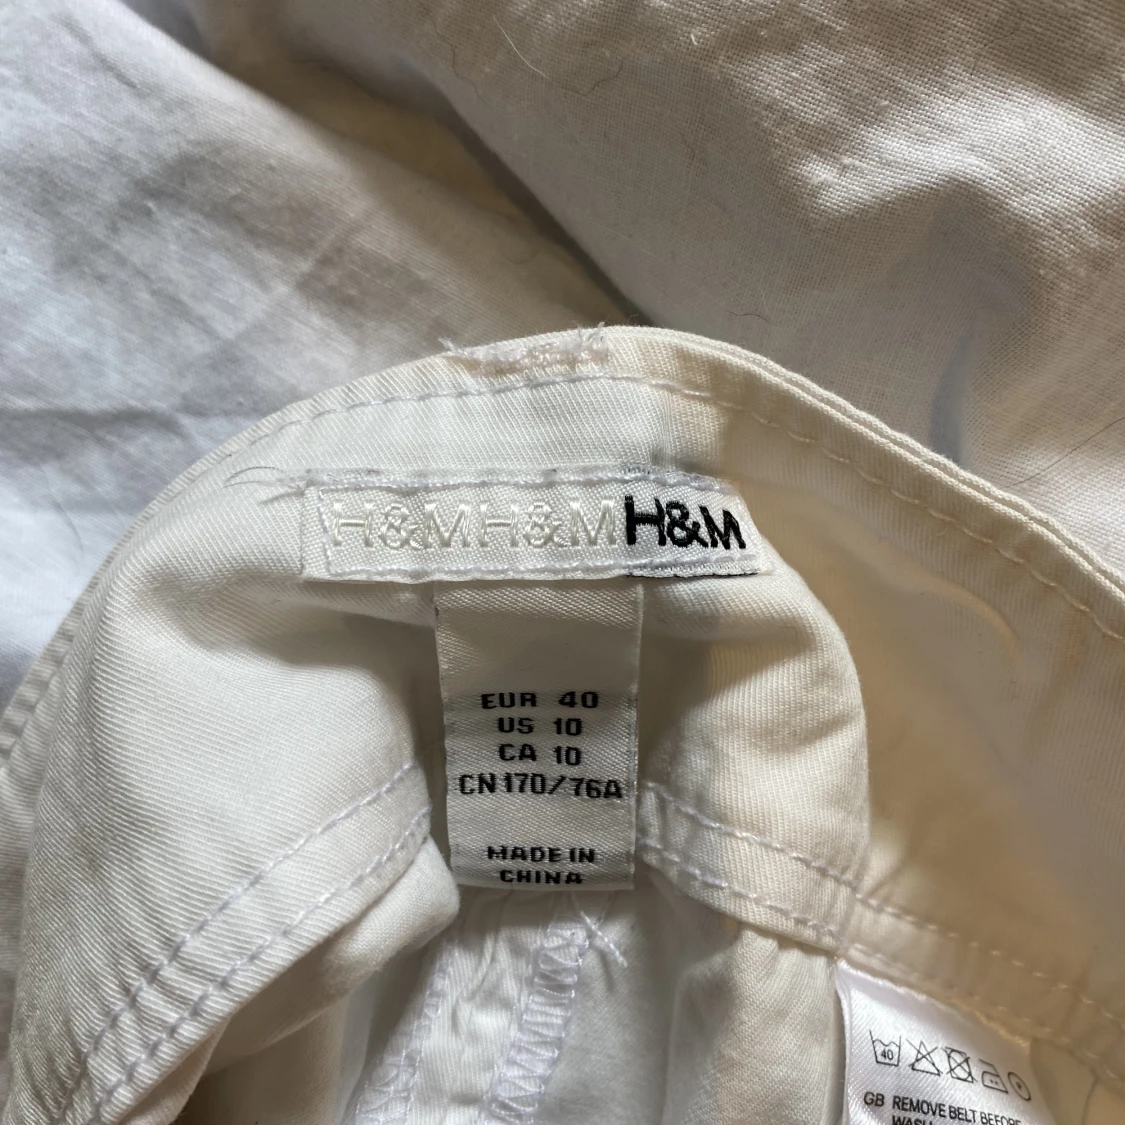 H&MH&MH&M
EUR 40
US 10
CA 10
CN 170/76A
MADE IN
CHINA
40
GB REMOVE BELT BEFORE